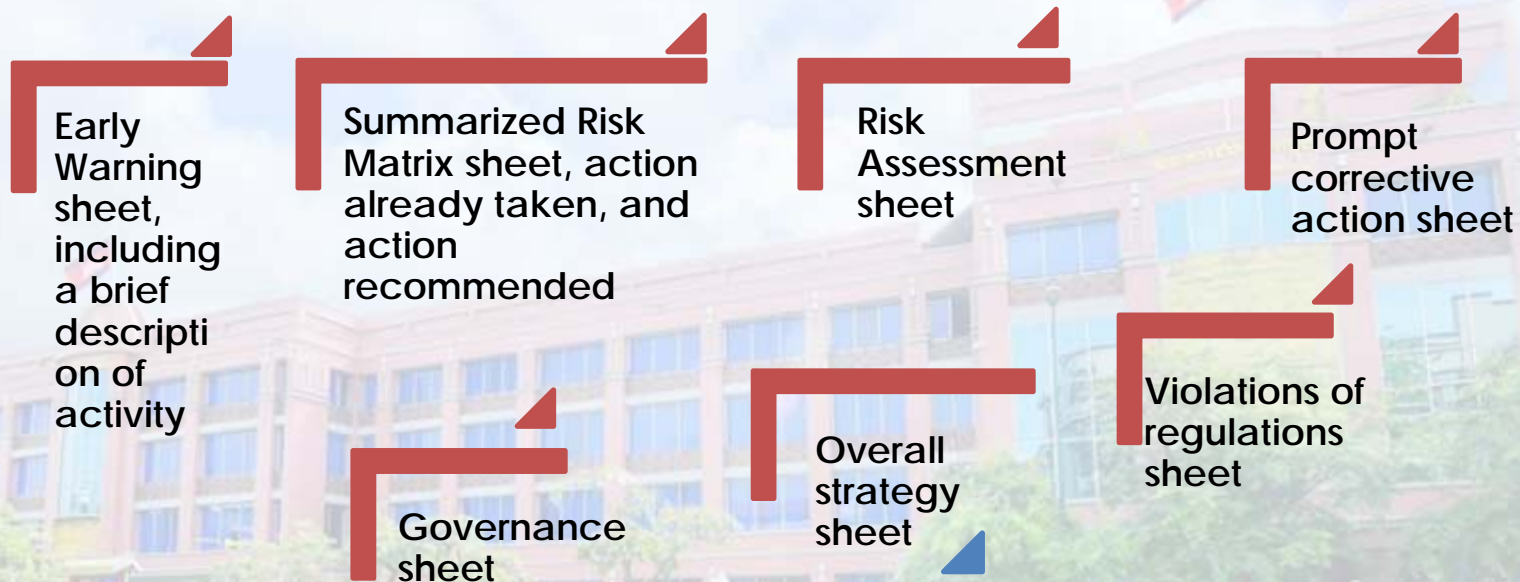 Early
Warning
sheet,
including
a brief
descripti
on of
activity
Summarized Risk
Matrix sheet, action
already taken, and
action
recommended
Risk
Assessment
sheet
Prompt
corrective
action sheet
Governance
sheet
Overall
strategy
sheet
Violations of
regulations
sheet